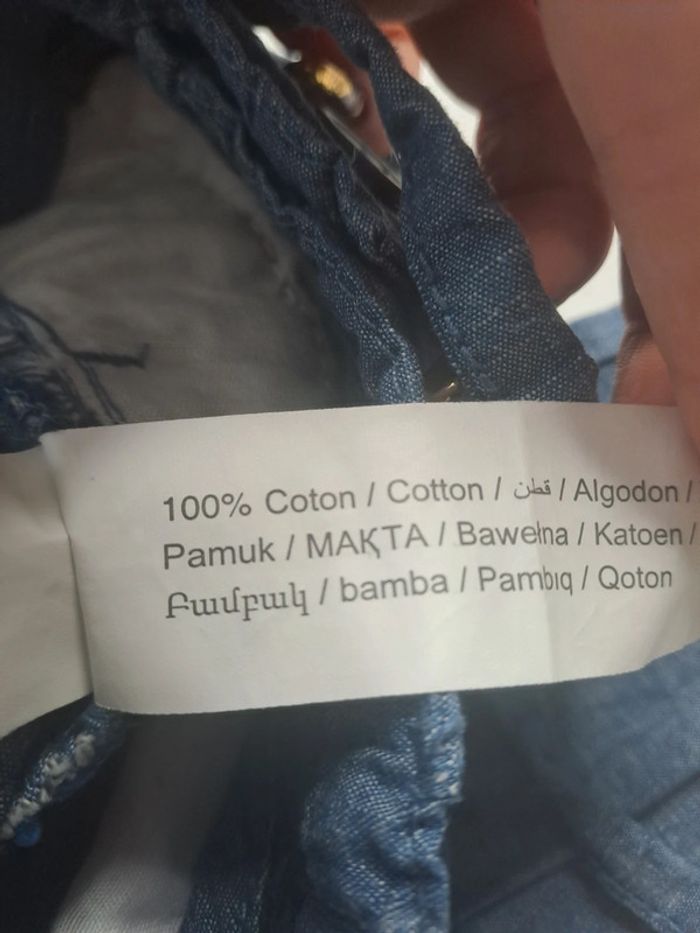 100% Coton / Cotton / قطن / Algodon /
Pamuk / МАҚТА / Bawełna / Katoen /
Բամբակ / bamba / Pambıq / Qoton